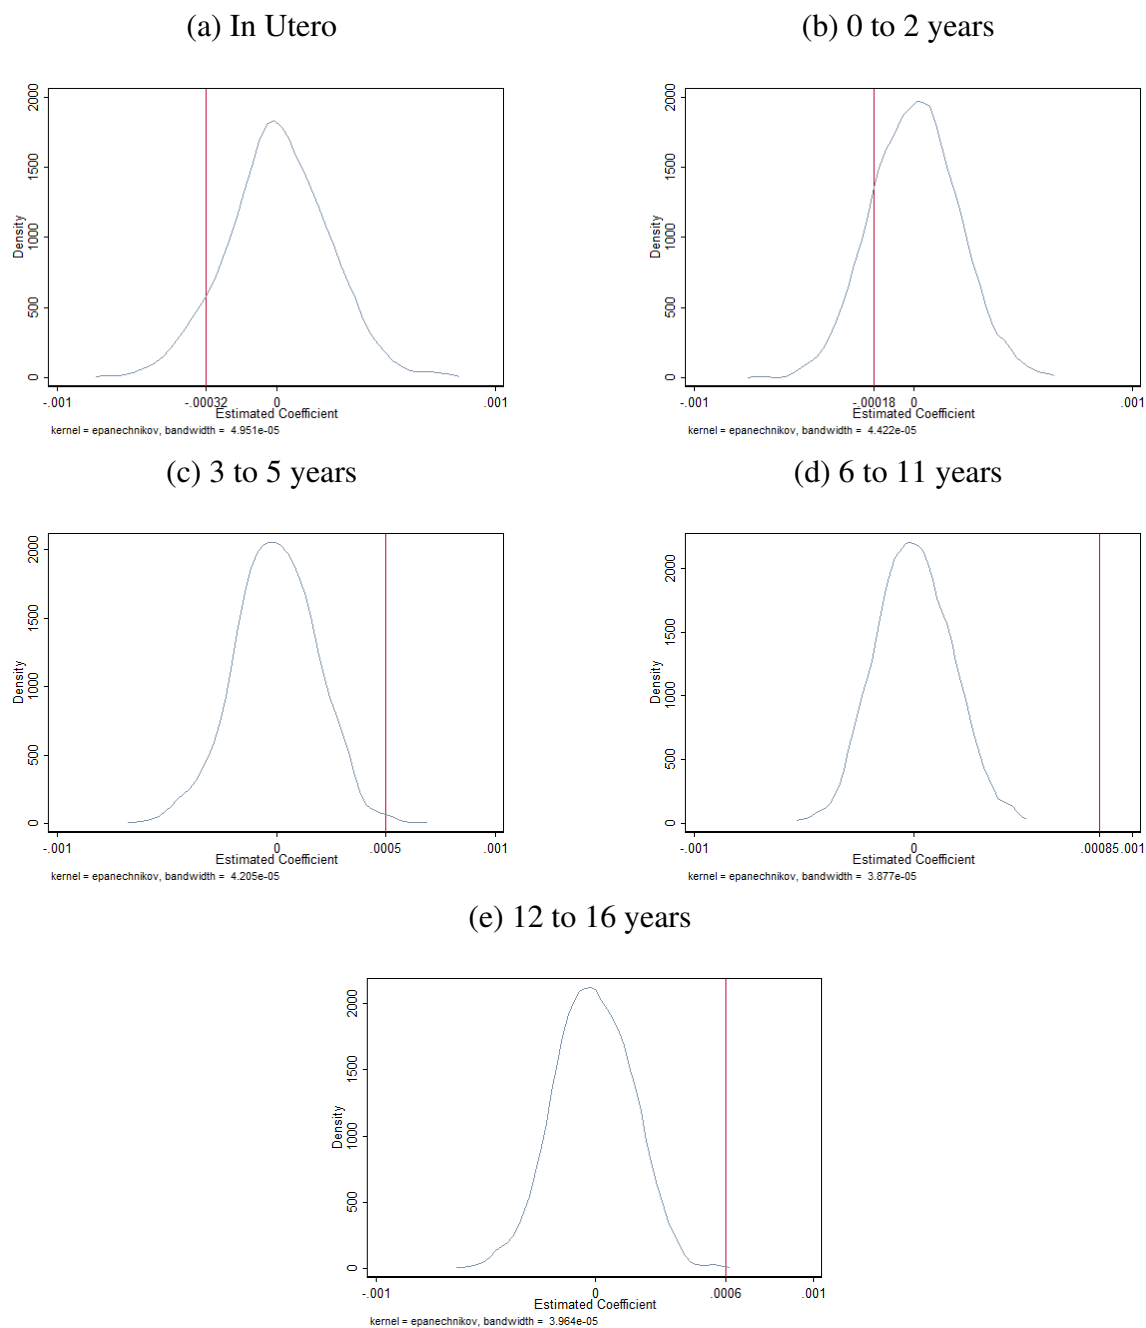 (a) In Utero
(b) 0 to 2 years
Density
0
500
1000
1500
2000
-.001
-.00032
0
.001
Estimated Coefficient
kernel = epanechnikov, bandwidth = 4.951e-05
Density
0
500
1000
1500
2000
-.001
-.00018
0
.001
Estimated Coefficient
kernel = epanechnikov, bandwidth = 4.422e-05
(c) 3 to 5 years
(d) 6 to 11 years
Density
0
500
1000
1500
2000
-.001
0
.0005
.001
Estimated Coefficient
kernel = epanechnikov, bandwidth = 4.205e-05
Density
0
500
1000
1500
2000
-.001
0
.00085
.001
Estimated Coefficient
kernel = epanechnikov, bandwidth = 3.877e-05
(e) 12 to 16 years
Density
0
500
1000
1500
2000
-.001
0
.0006
.001
Estimated Coefficient
kernel = epanechnikov, bandwidth = 3.964e-05